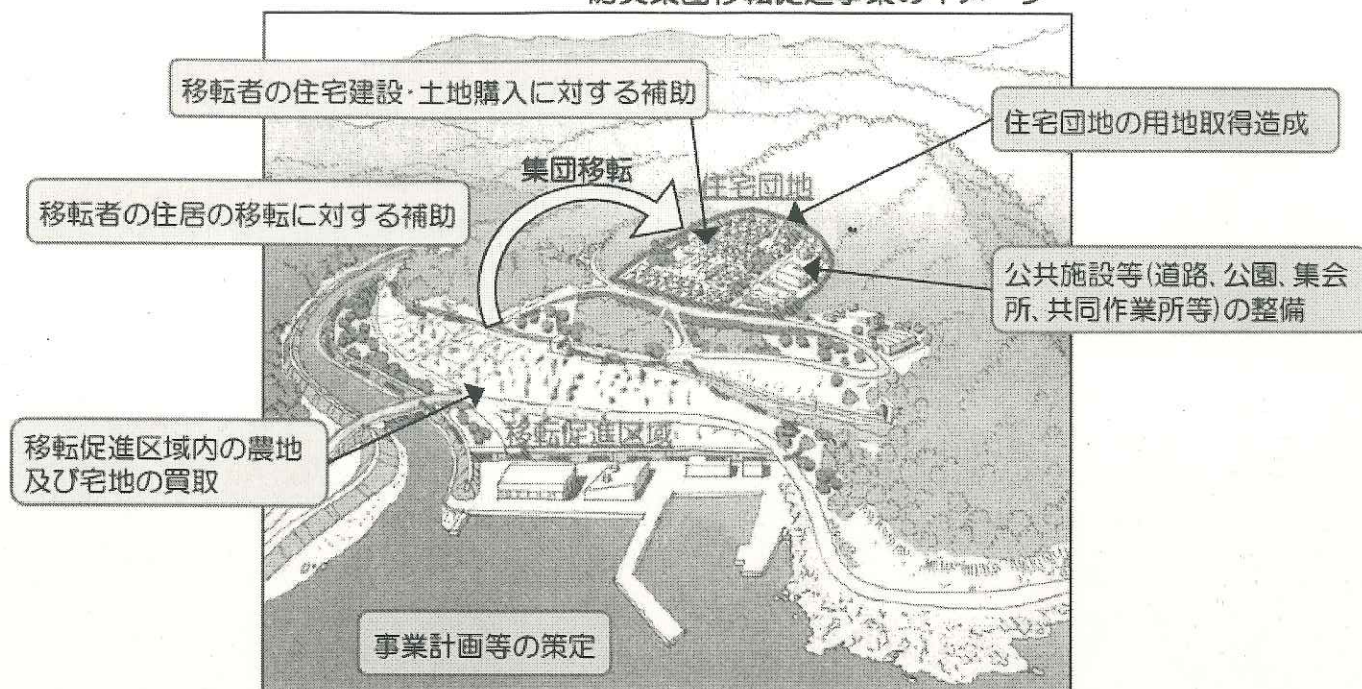 移転者の住宅建設・土地購入に対する補助
住宅団地の用地取得造成
集団移転
住宅団地
移転者の住居の移転に対する補助
公共施設等(道路、公園、集会
所、共同作業所等)の整備
移転促進区域
移転促進区域内の農地
及び宅地の買取
事業計画等の策定